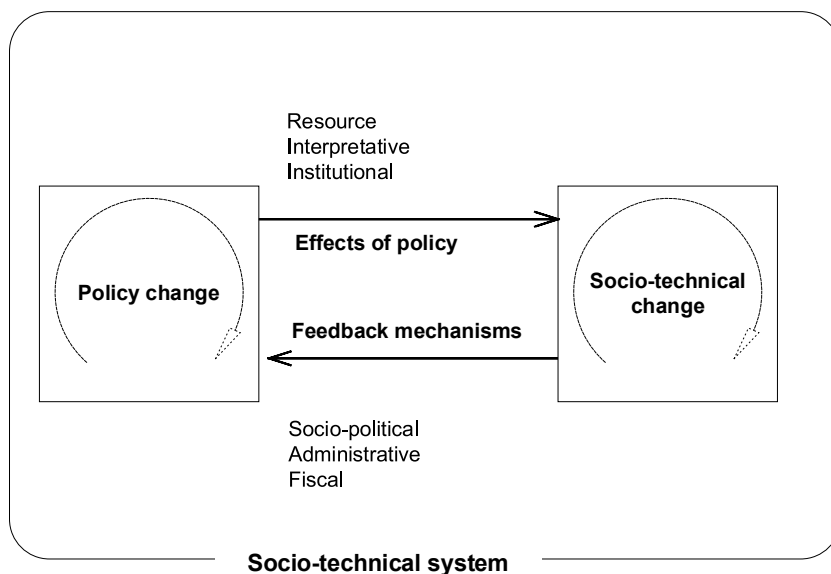 Resource
Interpretative
Institutional
Effects of policy
Policy change
Socio-technical
change
Feedback mechanisms
Socio-political
Administrative
Fiscal
Socio-technical system